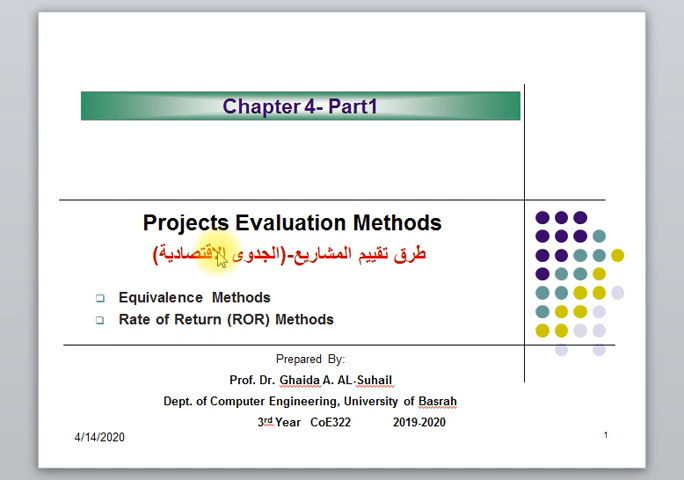 Chapter 4- Part1
Projects Evaluation Methods
طرق تقييم المشاريع-(الجدوى الاقتصادية)
Equivalence Methods
Rate of Return (ROR) Methods
Prepared By:
Prof. Dr. Ghaida A. AL-Suhail
Dept. of Computer Engineering, University of Basrah
3rd Year CoE322 2019-2020
4/14/2020
1